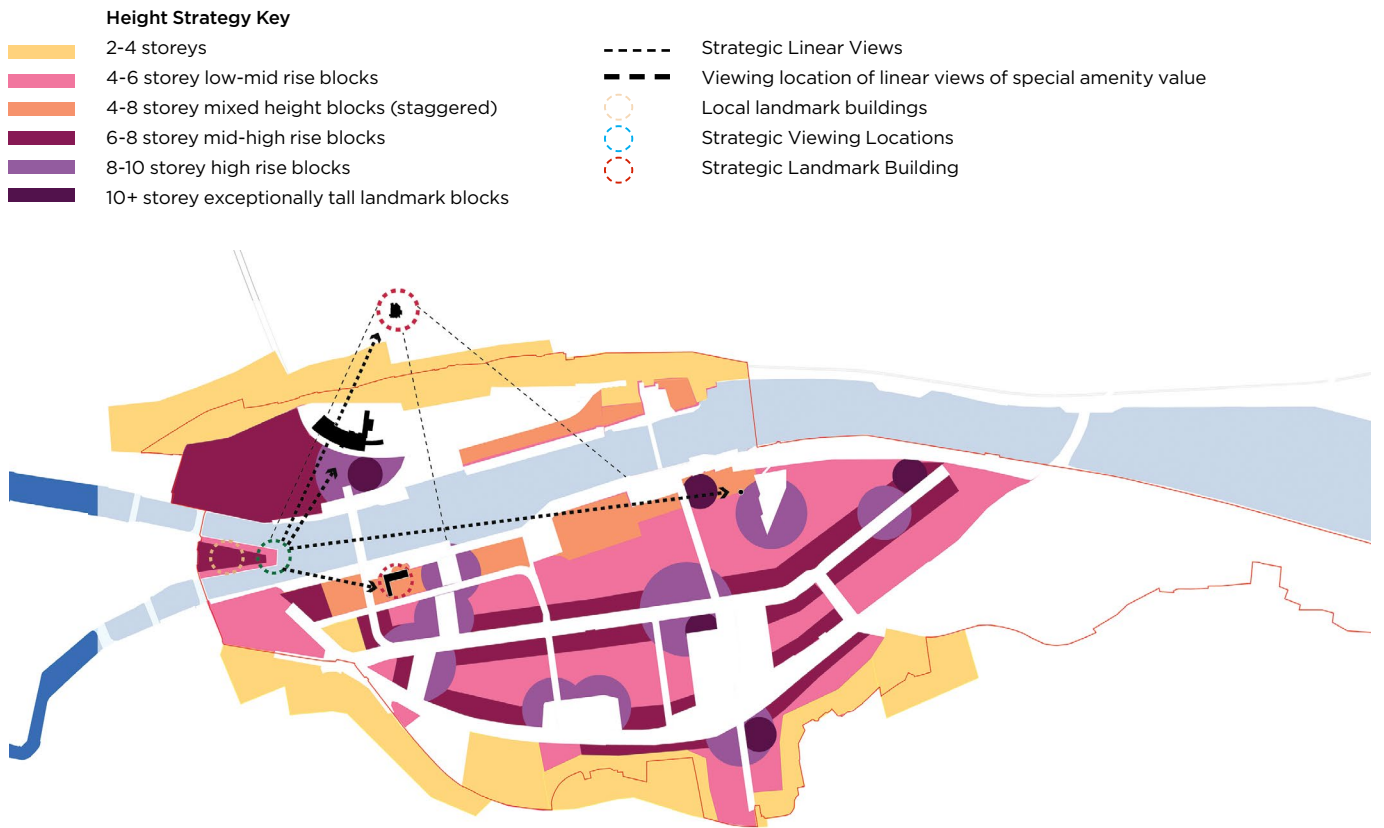 Height Strategy Key
2-4 storeys
4-6 storey low-mid rise blocks
4-8 storey mixed height blocks (staggered)
6-8 storey mid-high rise blocks
8-10 storey high rise blocks
10+ storey exceptionally tall landmark blocks
Strategic Linear Views
Viewing location of linear views of special amenity value
Local landmark buildings
Strategic Viewing Locations
Strategic Landmark Building